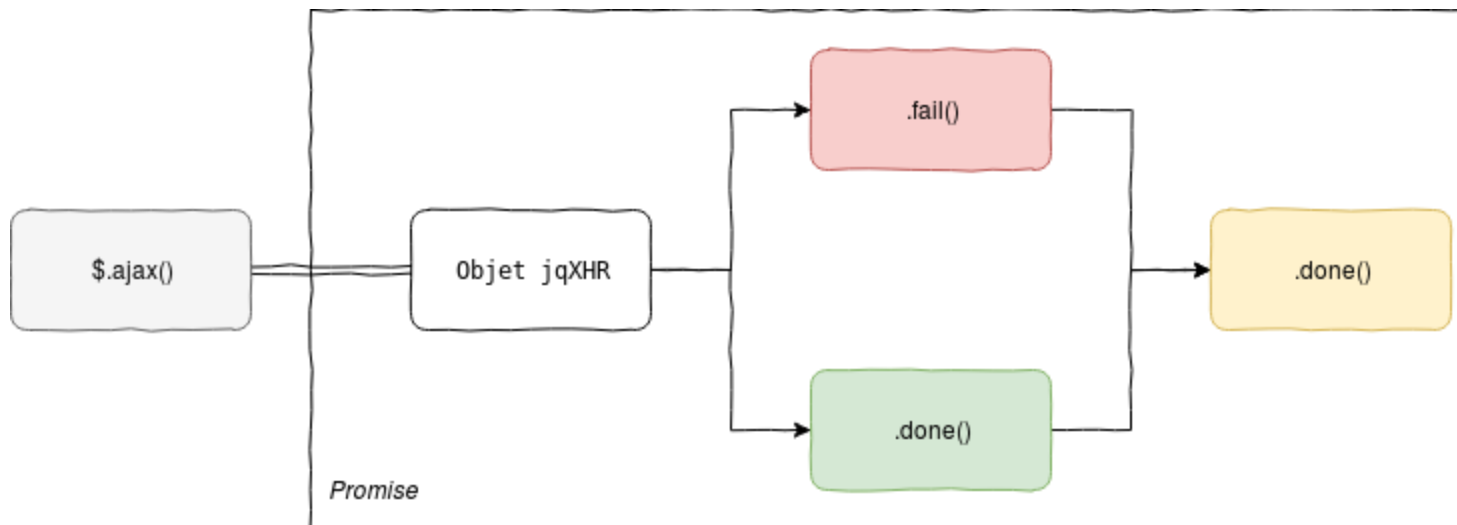 .fail()
$.ajax()
Objet jqXHR
.done()
.done()
Promise